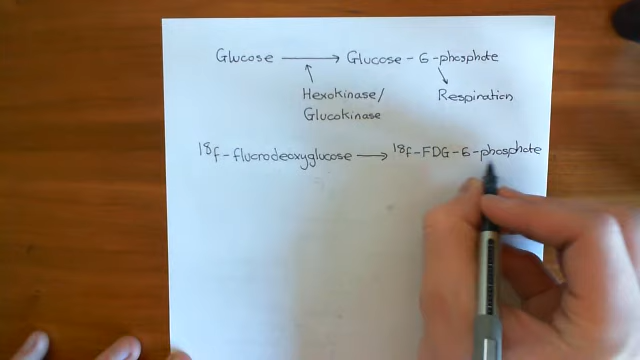 Glucose → Glucose - 6 - phosphate
Hexokinase/ Respiration
Glucokinase
18f - fluorodeoxyglucose → 18f - FDG - 6 - phosphate